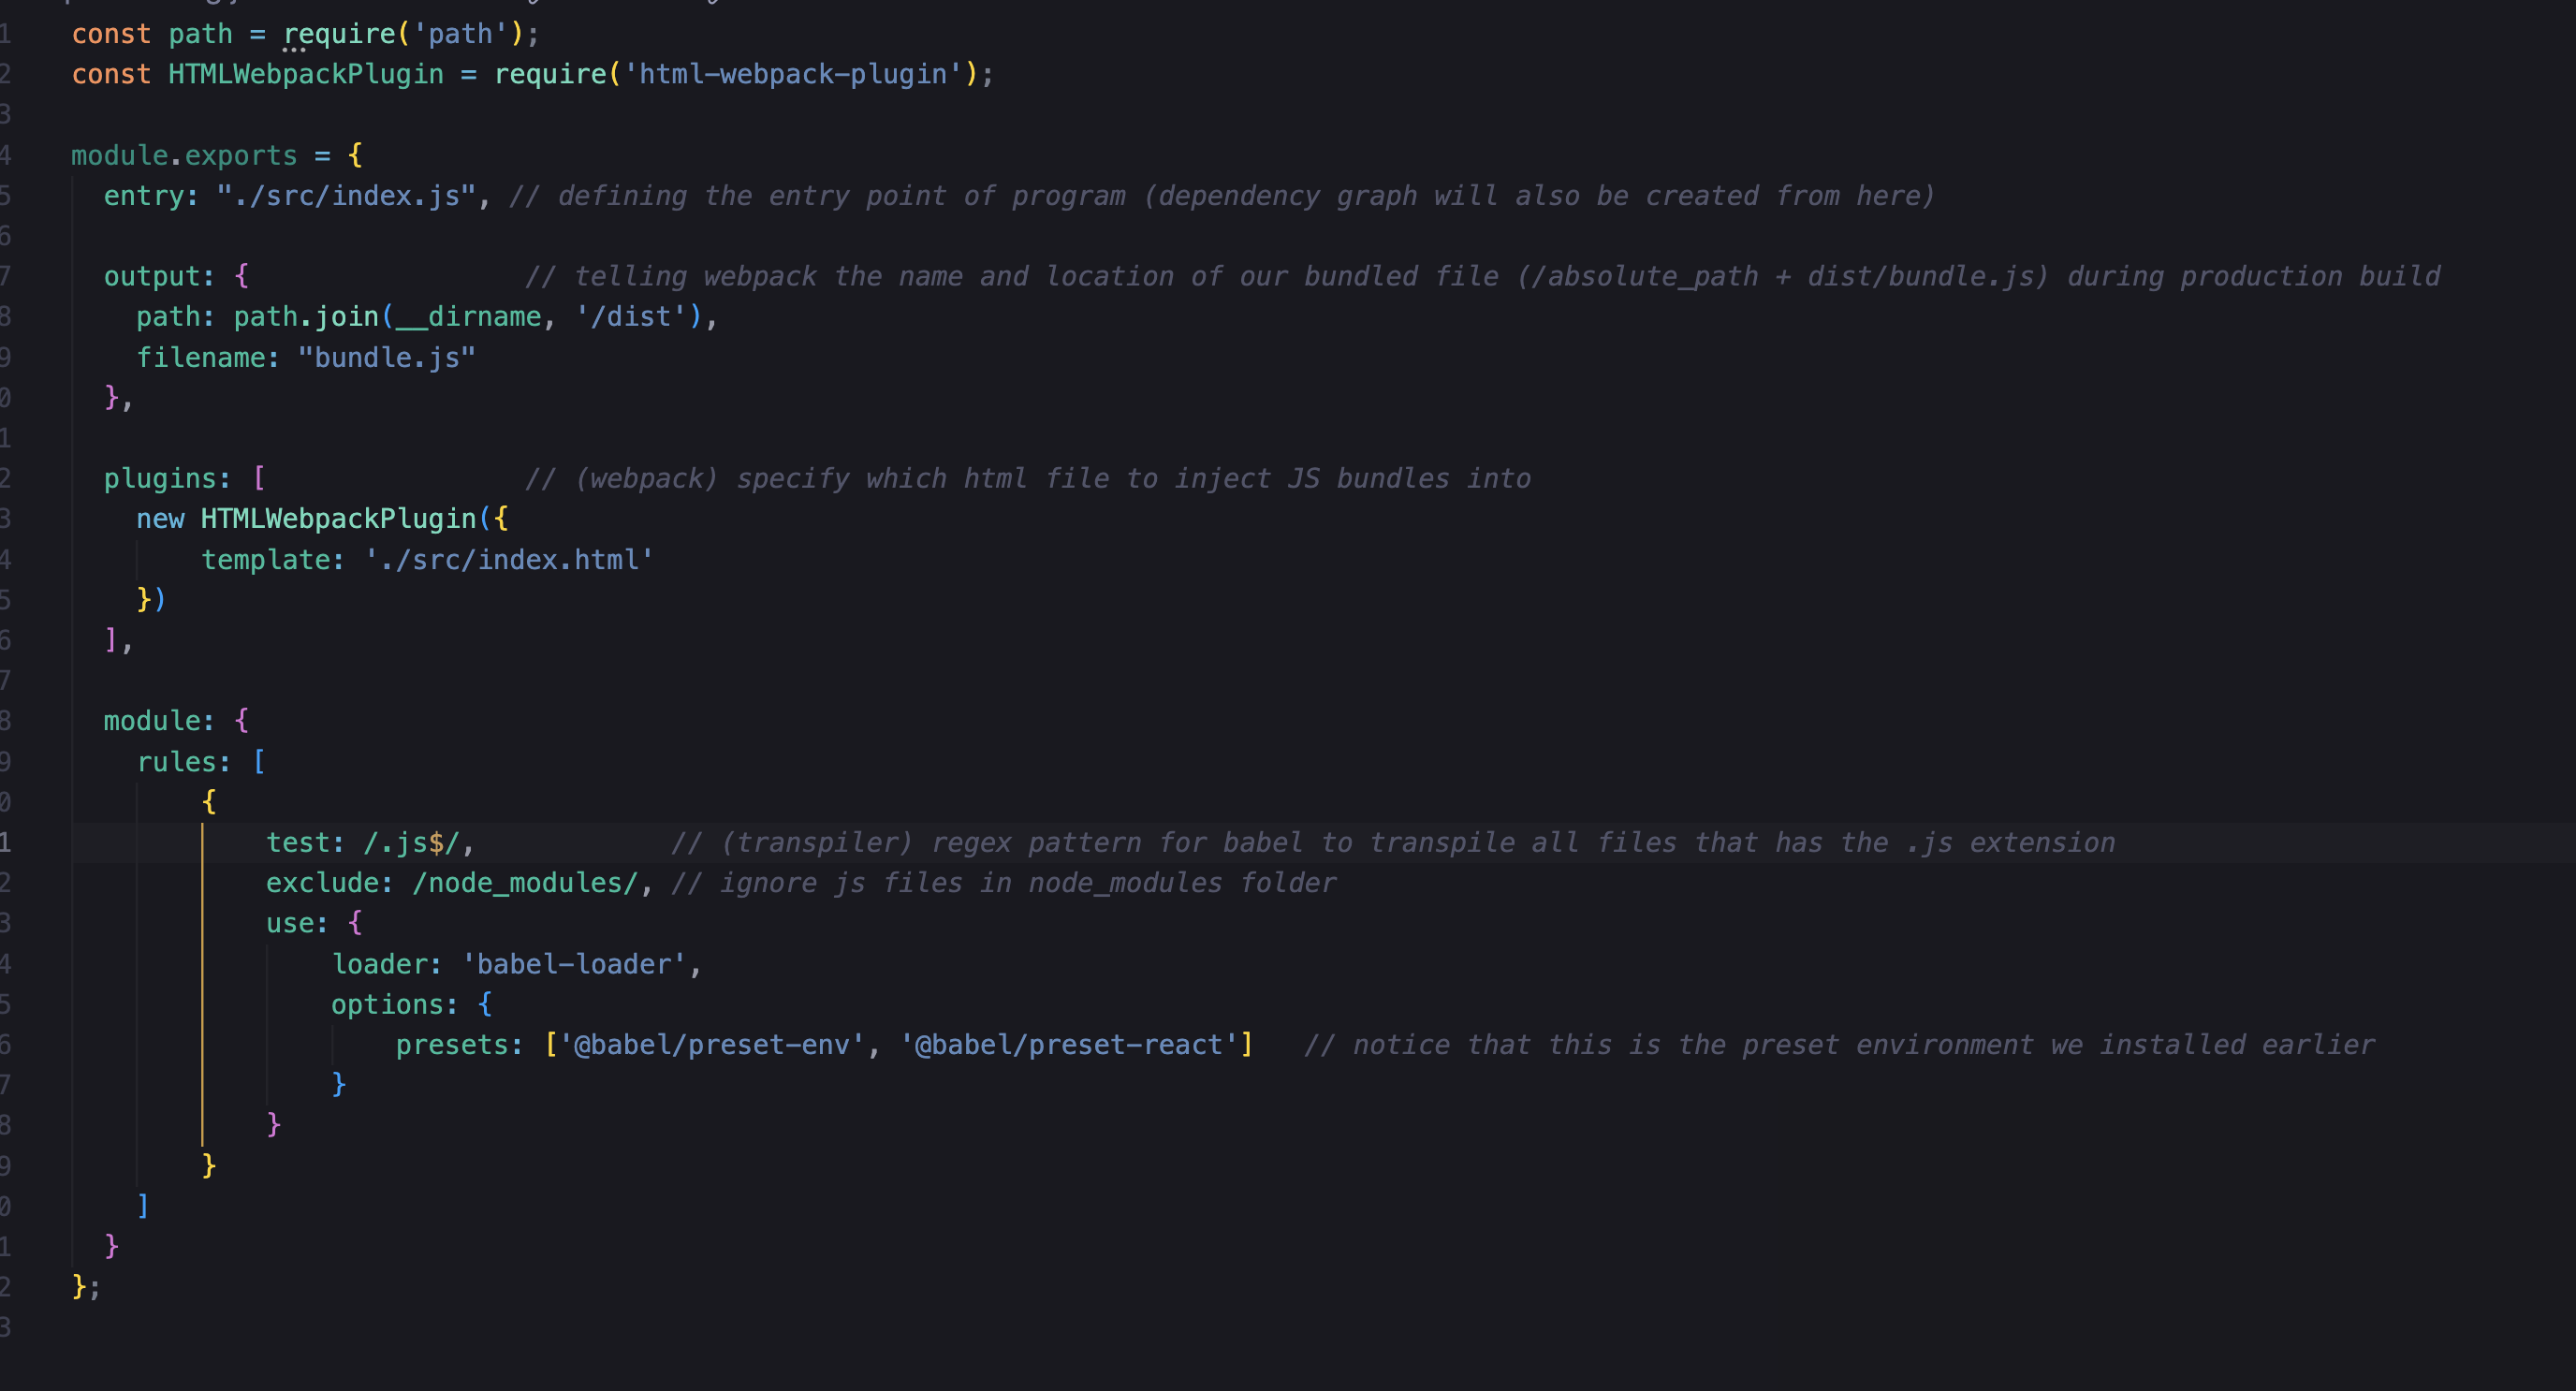 1 const path = require('path');
2 const HTMLWebpackPlugin = require('html-webpack-plugin');
3
4 module.exports = {
5   entry: "./src/index.js", // defining the entry point of program (dependency graph will also be created from here)
6
7   output: {                 // telling webpack the name and location of our bundled file (/absolute_path + dist/bundle.js) during production build
8     path: path.join(__dirname, '/dist'),
9     filename: "bundle.js"
0   },
1
2   plugins: [                // (webpack) specify which html file to inject JS bundles into
3     new HTMLWebpackPlugin({
4         template: './src/index.html'
5     })
6   ],
7
8   module: {
9     rules: [
0         {
1             test: /.js$/,            // (transpiler) regex pattern for babel to transpile all files that has the .js extension
2             exclude: /node_modules/, // ignore js files in node_modules folder
3             use: {
4                 loader: 'babel-loader',
5                 options: {
6                     presets: ['@babel/preset-env', '@babel/preset-react']   // notice that this is the preset environment we installed earlier
7                 }
8             }
9         }
0     ]
1   }
2 };
3